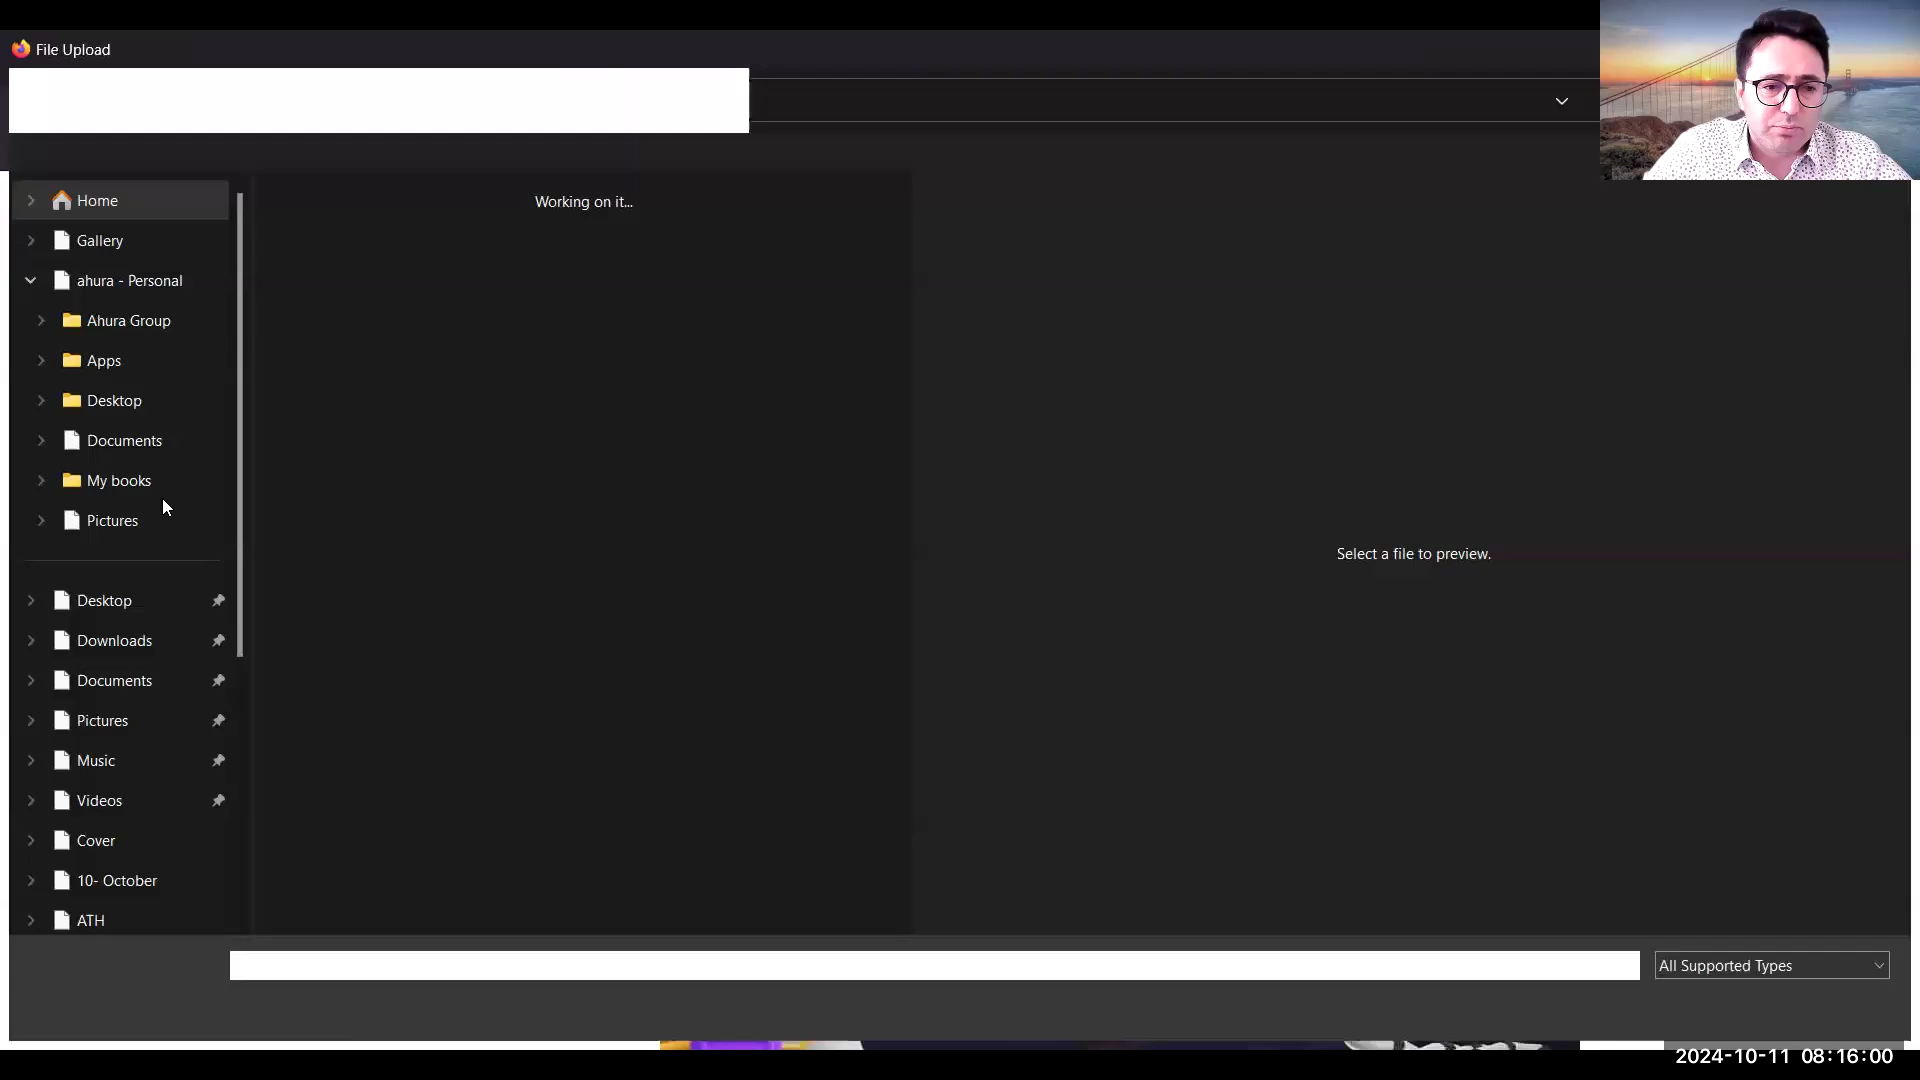 File Upload
Home
Working on it...
Gallery
ahura - Personal
Ahura Group
Apps
Desktop
Documents
My books
Pictures
Select a file to preview.
Desktop
Downloads
Documents
Pictures
Music
Videos
Cover
10- October
ATH
All Supported Types
2024-10-11 08:16:00